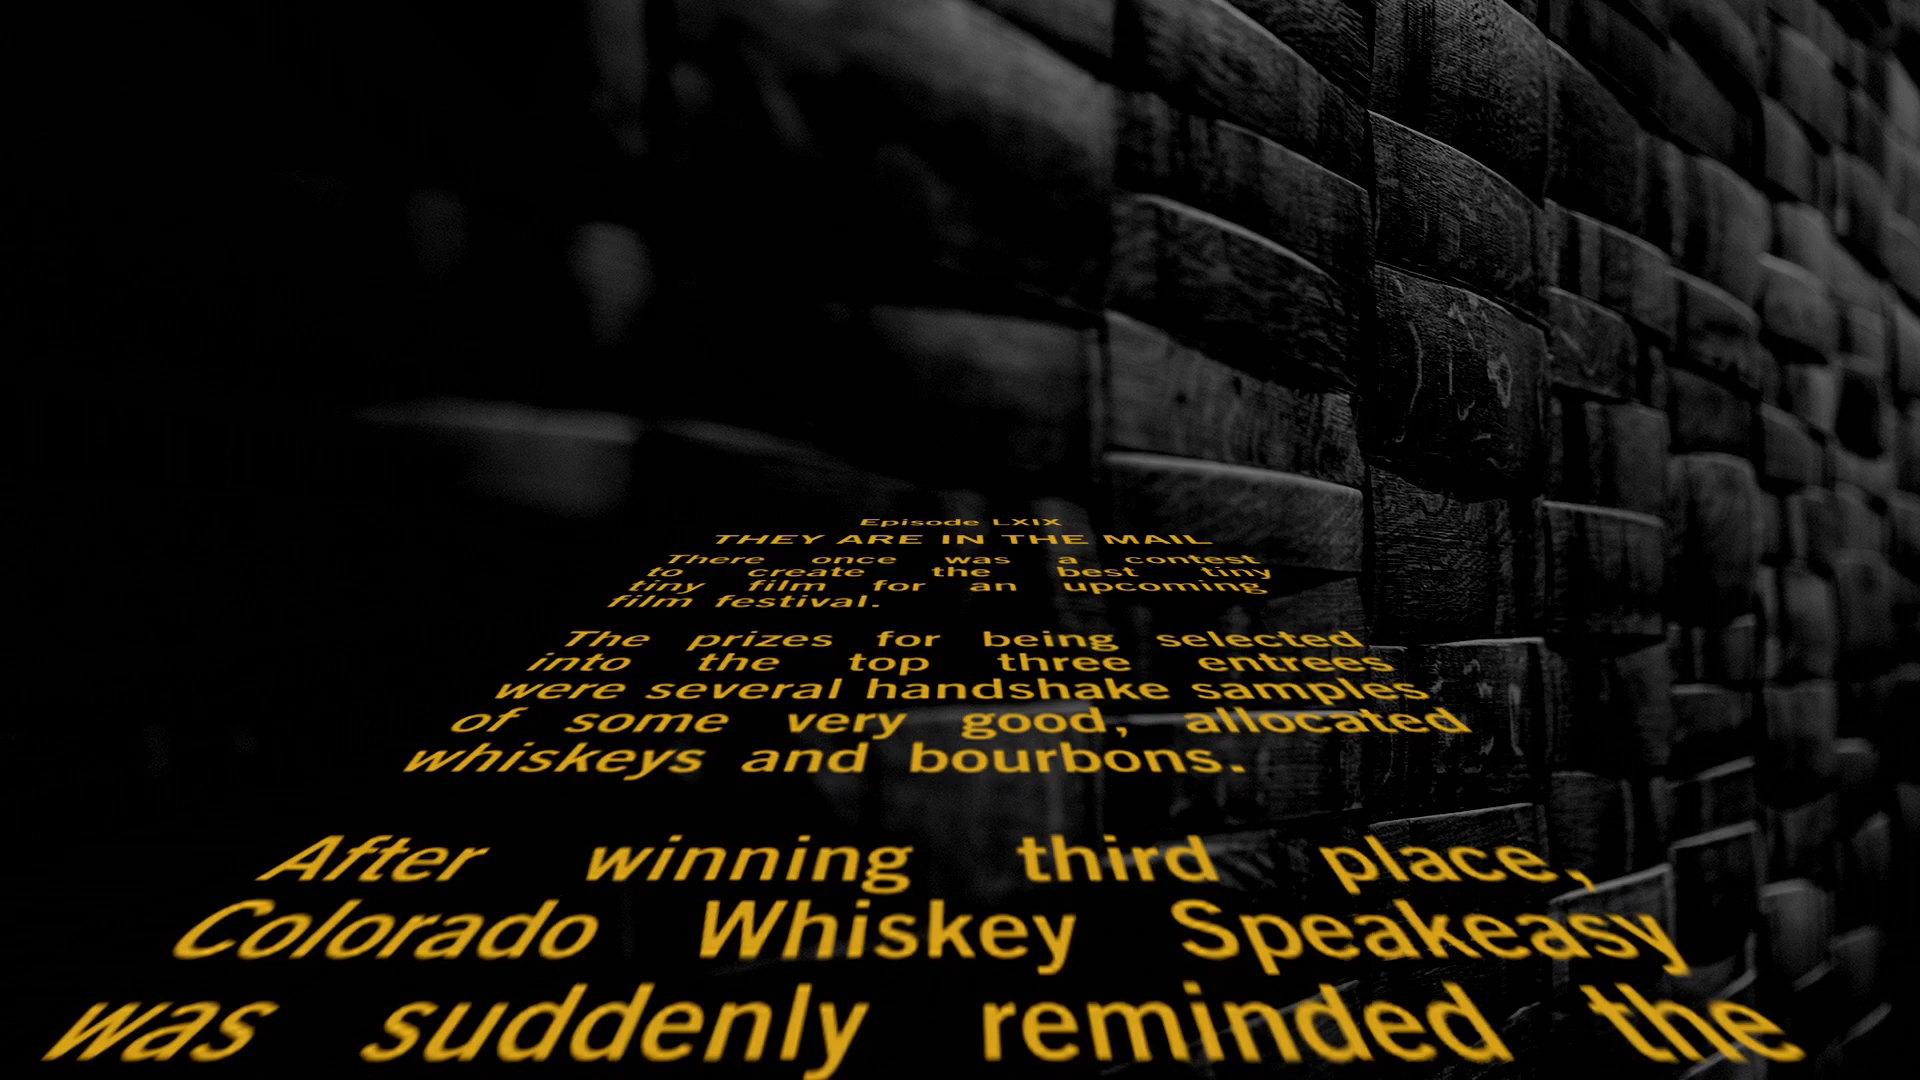 Episode LXIX
THEY ARE IN THE MAIL
There once was a contest
to create the best tiny
tiny film for an upcoming
film festival.
The prizes for being selected
into the top three entrees
were several handshake samples
of some very good, allocated
whiskeys and bourbons.
After winning third place,
Colorado Whiskey Speakeasy
was suddenly reminded the